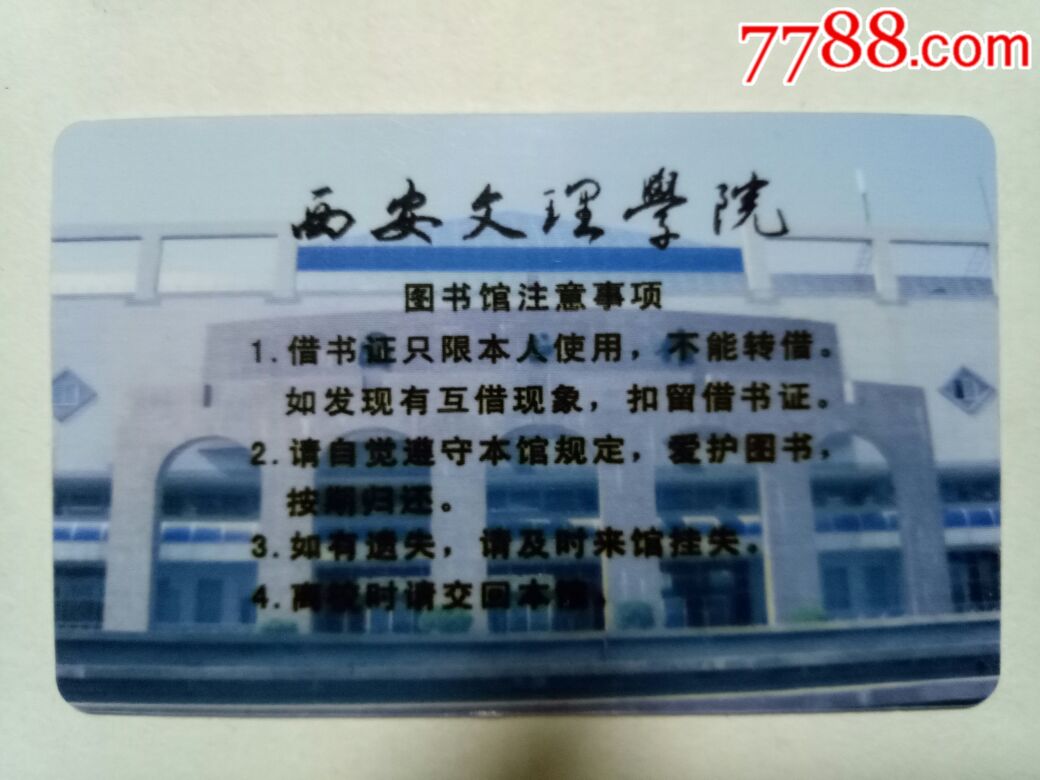 7788.com
西安文理學院
图书馆注意事项
1.借书证只限本人使用，不能转借。
如发现有互借现象，扣留借书证。
2.请自觉遵守本馆规定，爱护图书，
按期归还。
3.如有遗失，请及时来馆挂失。
4.离校时请交回本馆。